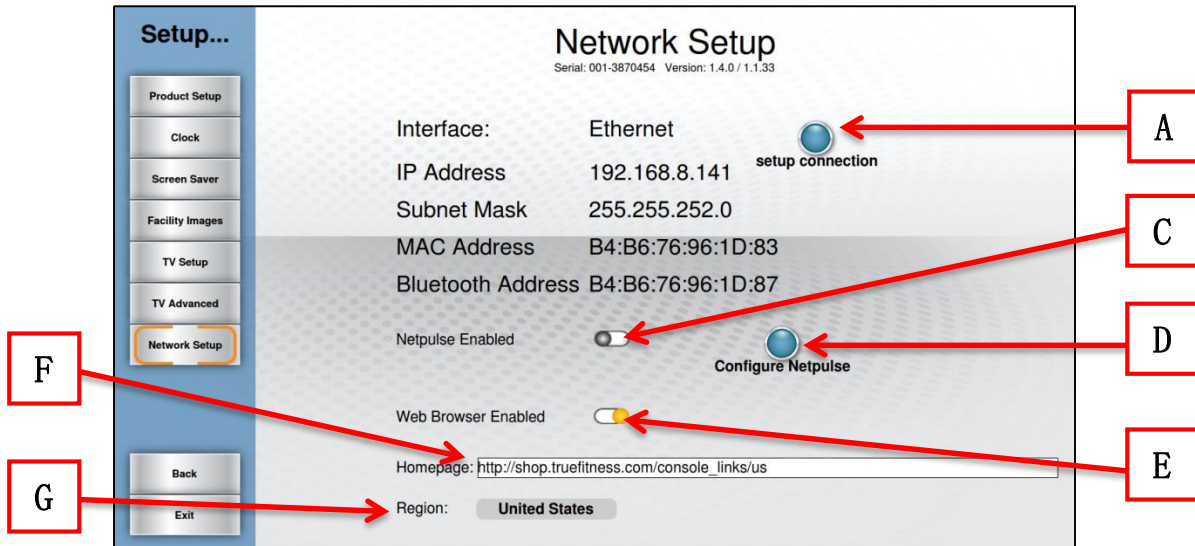 Setup...
Product Setup
Clock
Screen Saver
Facility Images
TV Setup
TV Advanced
Network Setup
Back
Exit
Network Setup
Serial: 001-3870454 Version: 1.4.0 / 1.1.33
Interface: Ethernet
setup connection
IP Address 192.168.8.141
Subnet Mask 255.255.252.0
MAC Address B4:B6:76:96:1D:83
Bluetooth Address B4:B6:76:96:1D:87
Netpulse Enabled
Configure Netpulse
Web Browser Enabled
Homepage: http://shop.truefitness.com/console_links/us
Region: United States
A
C
D
E
F
G